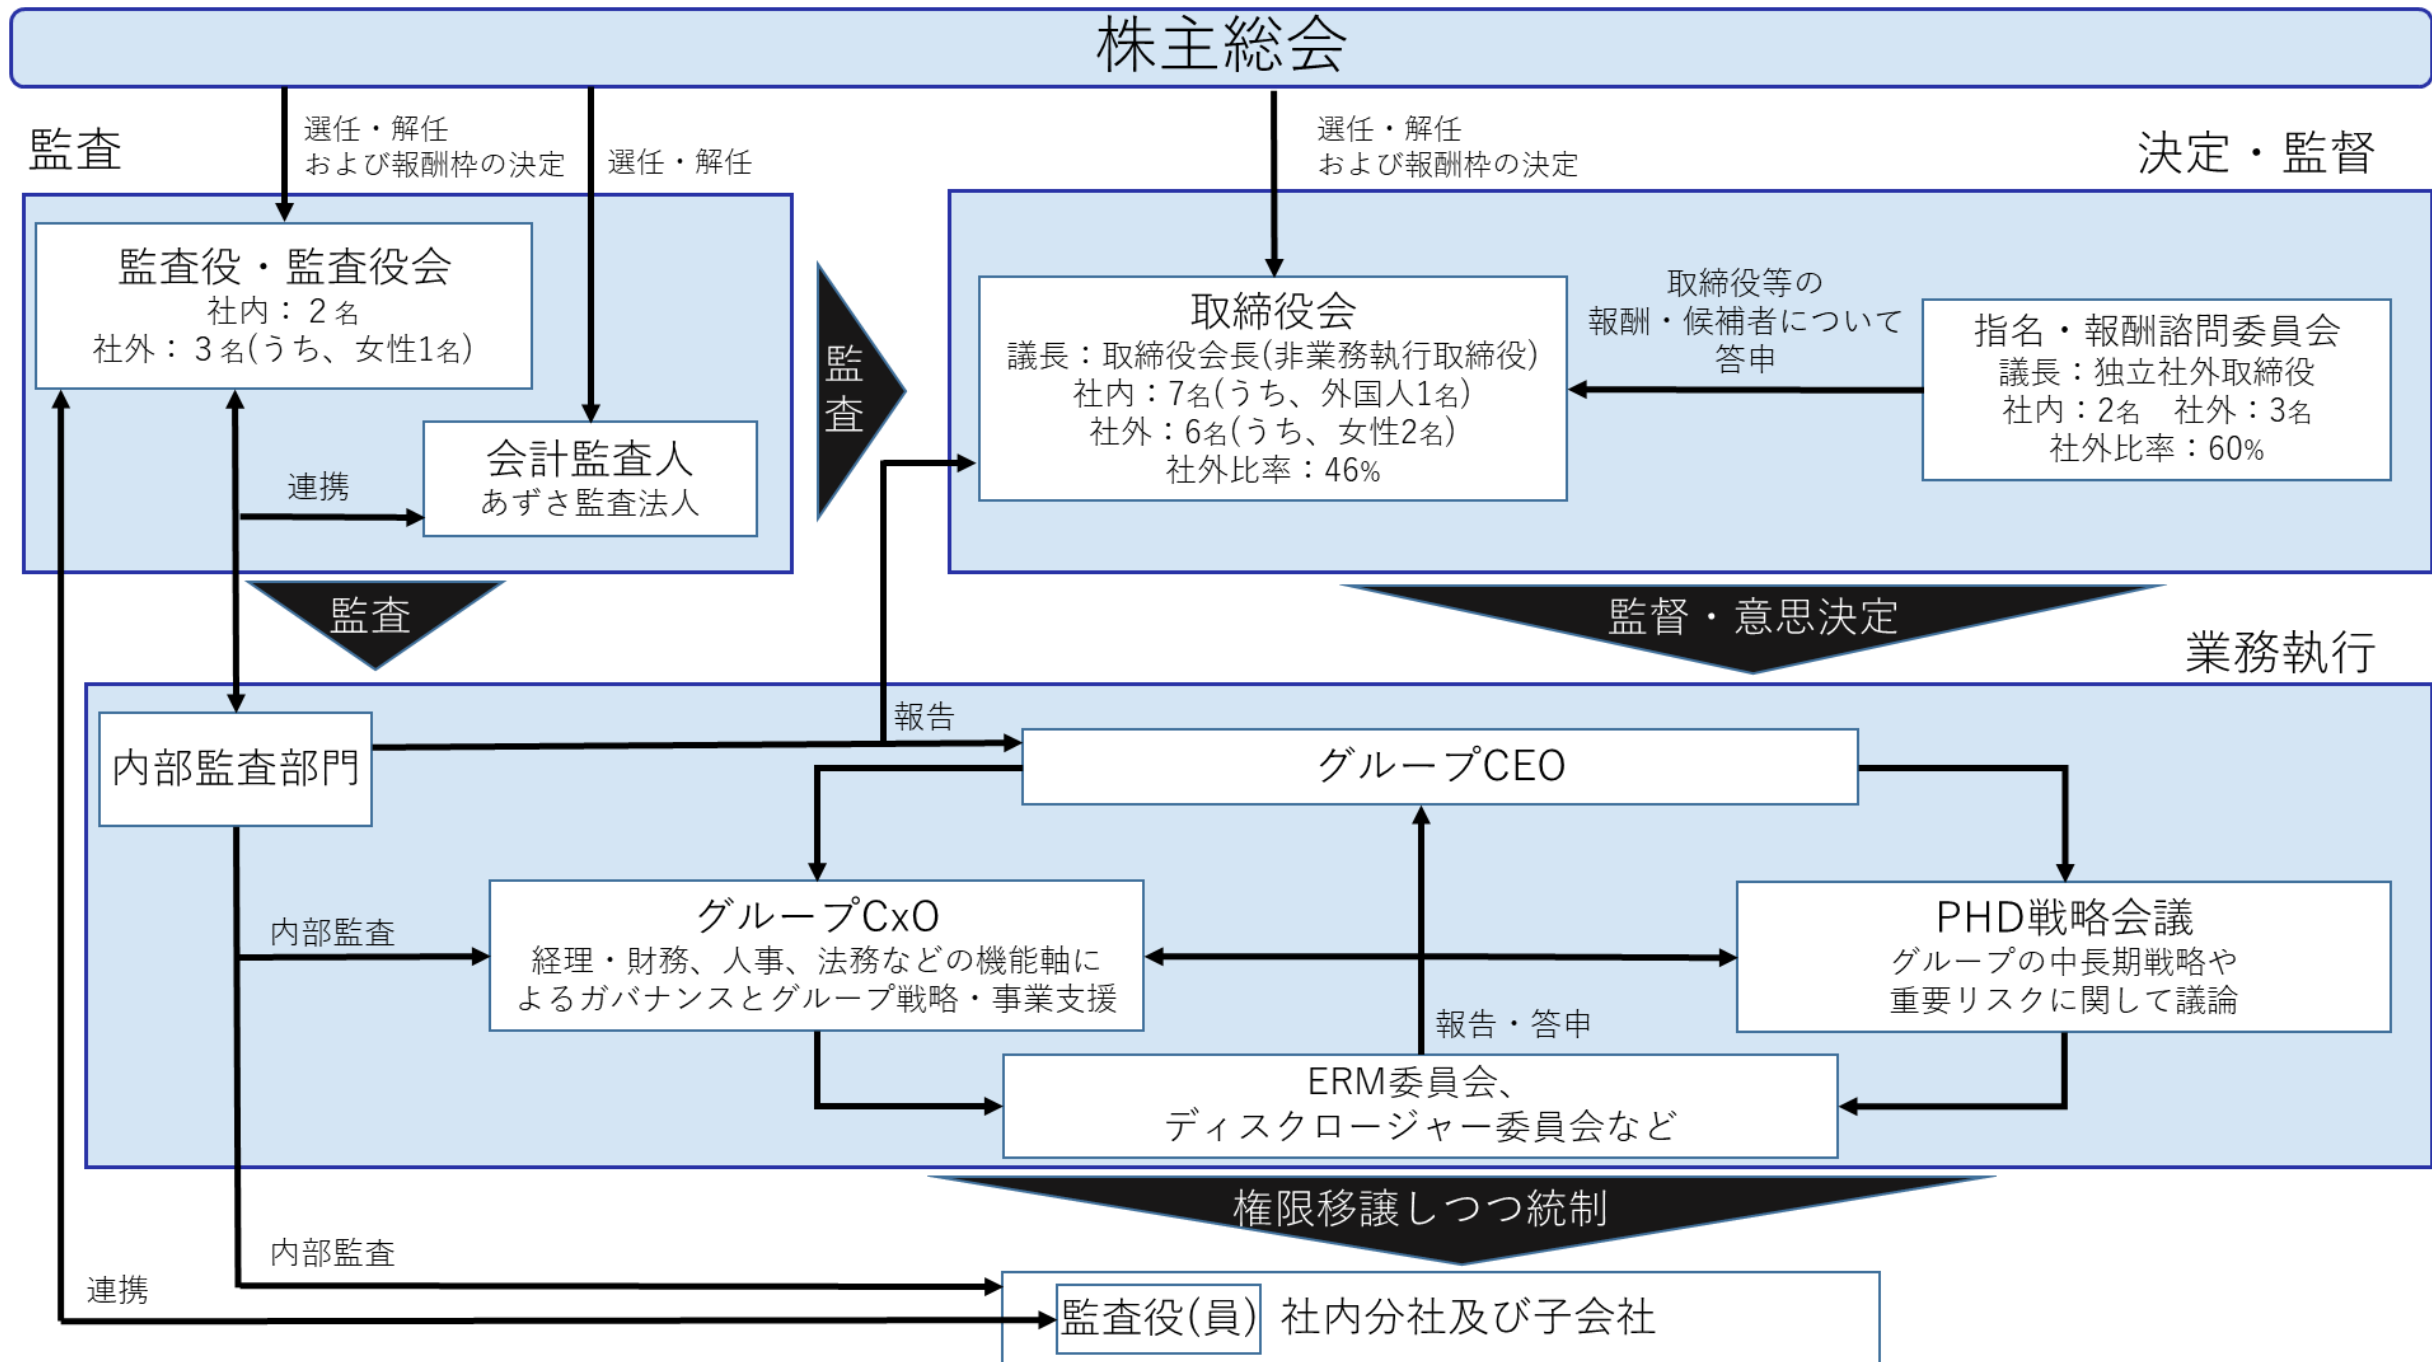 株主総会
監査
選任・解任
および報酬枠の決定
選任・解任
選任・解任
および報酬枠の決定
決定・監督
監査役・監査役会
社内：２名
社外：３名(うち、女性1名)
会計監査人
あずさ監査法人
連携
監査
取締役会
議長：取締役会長(非業務執行取締役)
社内：7名(うち、外国人1名)
社外：6名(うち、女性2名)
社外比率：46%
取締役等の
報酬・候補者について
答申
指名・報酬諮問委員会
議長：独立社外取締役
社内：2名　社外：3名
社外比率：60%
監査
監督・意思決定
業務執行
内部監査部門
報告
グループCEO
内部監査
グループCxO
経理・財務、人事、法務などの機能軸に
よるガバナンスとグループ戦略・事業支援
PHD戦略会議
グループの中長期戦略や
重要リスクに関して議論
報告・答申
ERM委員会、
ディスクロージャー委員会など
権限移譲しつつ統制
内部監査
連携
監査役(員)
社内分社及び子会社